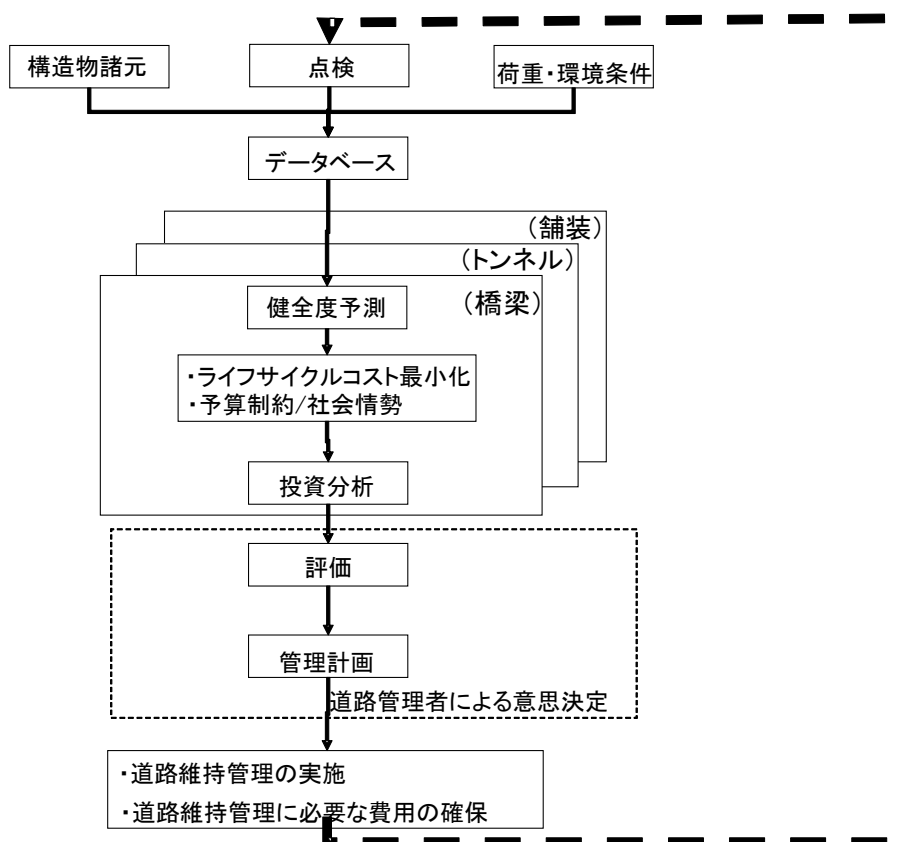 構造物諸元
点検
荷重・環境条件
データベース
（舗装）
（トンネル）
（橋梁）
健全度予測
・ライフサイクルコスト最小化
・予算制約/社会情勢
投資分析
評価
管理計画
道路管理者による意思決定
・道路維持管理の実施
・道路維持管理に必要な費用の確保